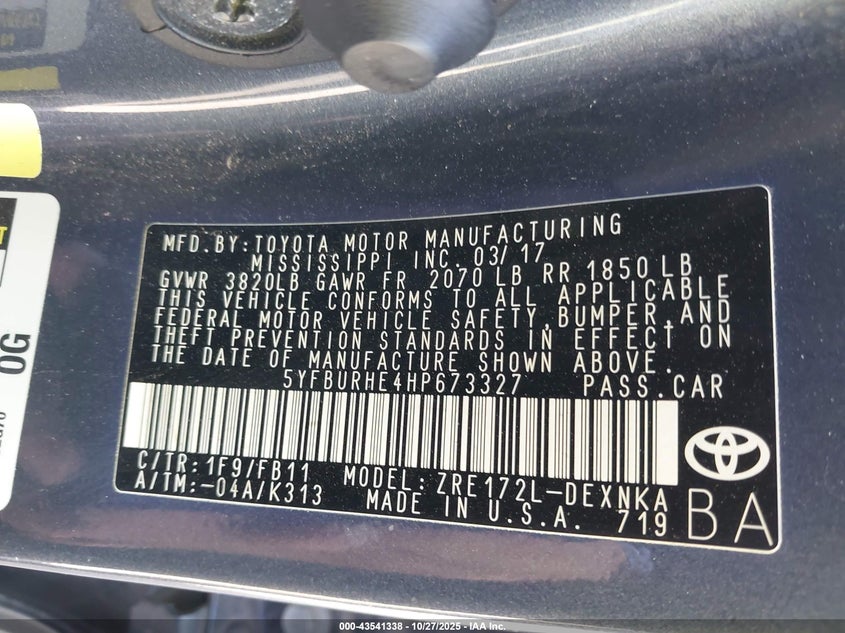 MFD.BY:TOYOTA MOTOR MANUFACTURING
MISSISSIPPI INC. 03/17
GVWR 3820LB GAWR FR 2070 LB RR 1850LB
THIS VEHICLE CONFORMS TO ALL APPLICABLE
FEDERAL MOTOR VEHICLE SAFETY,BUMPER,AND
THEFT PREVENTION STANDARDS IN EFFECT ON
THE DATE OF MANUFACTURE SHOWN ABOVE.
5YFBURHE4HP673327 PASS.CAR
C/TR:1F9/FB11 MODEL:ZRE172L-DEXNKA
A/TM:-04A/K313 MADE IN U.S.A. 719
BA
OG
000-43541338 - 10/27/2025 - © IAA, Inc.